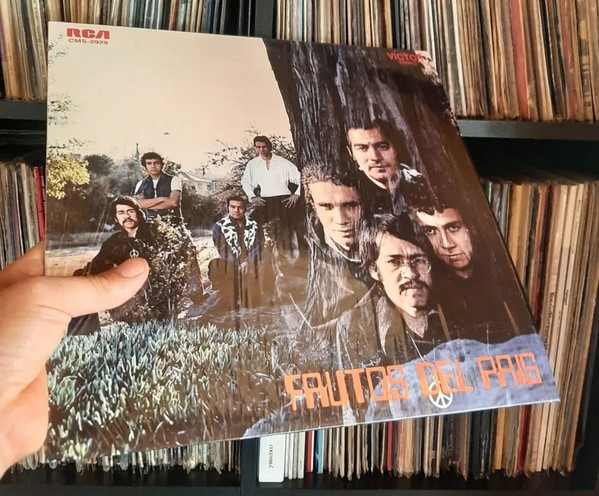 RCA
CMS-2929
VICTOR
FRUTOS DEL PAIS